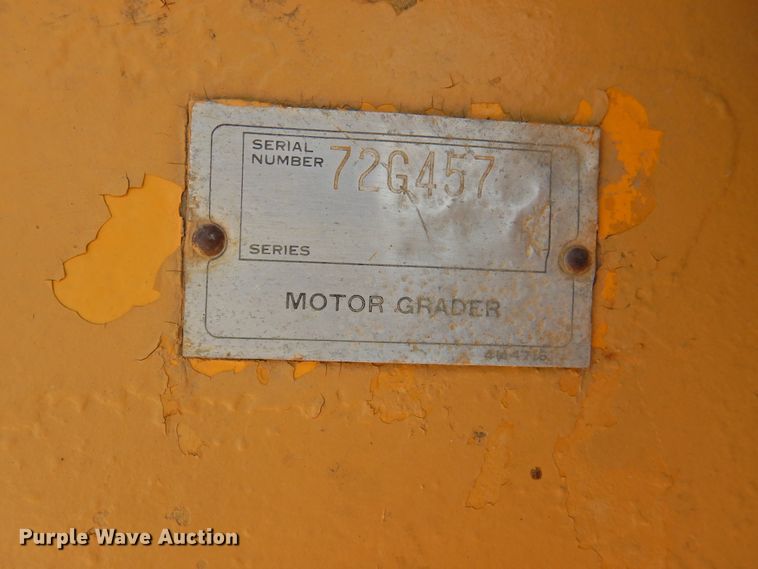 SERIAL
NUMBER 72G457
SERIES
MOTOR GRADER
Purple Wave Auction